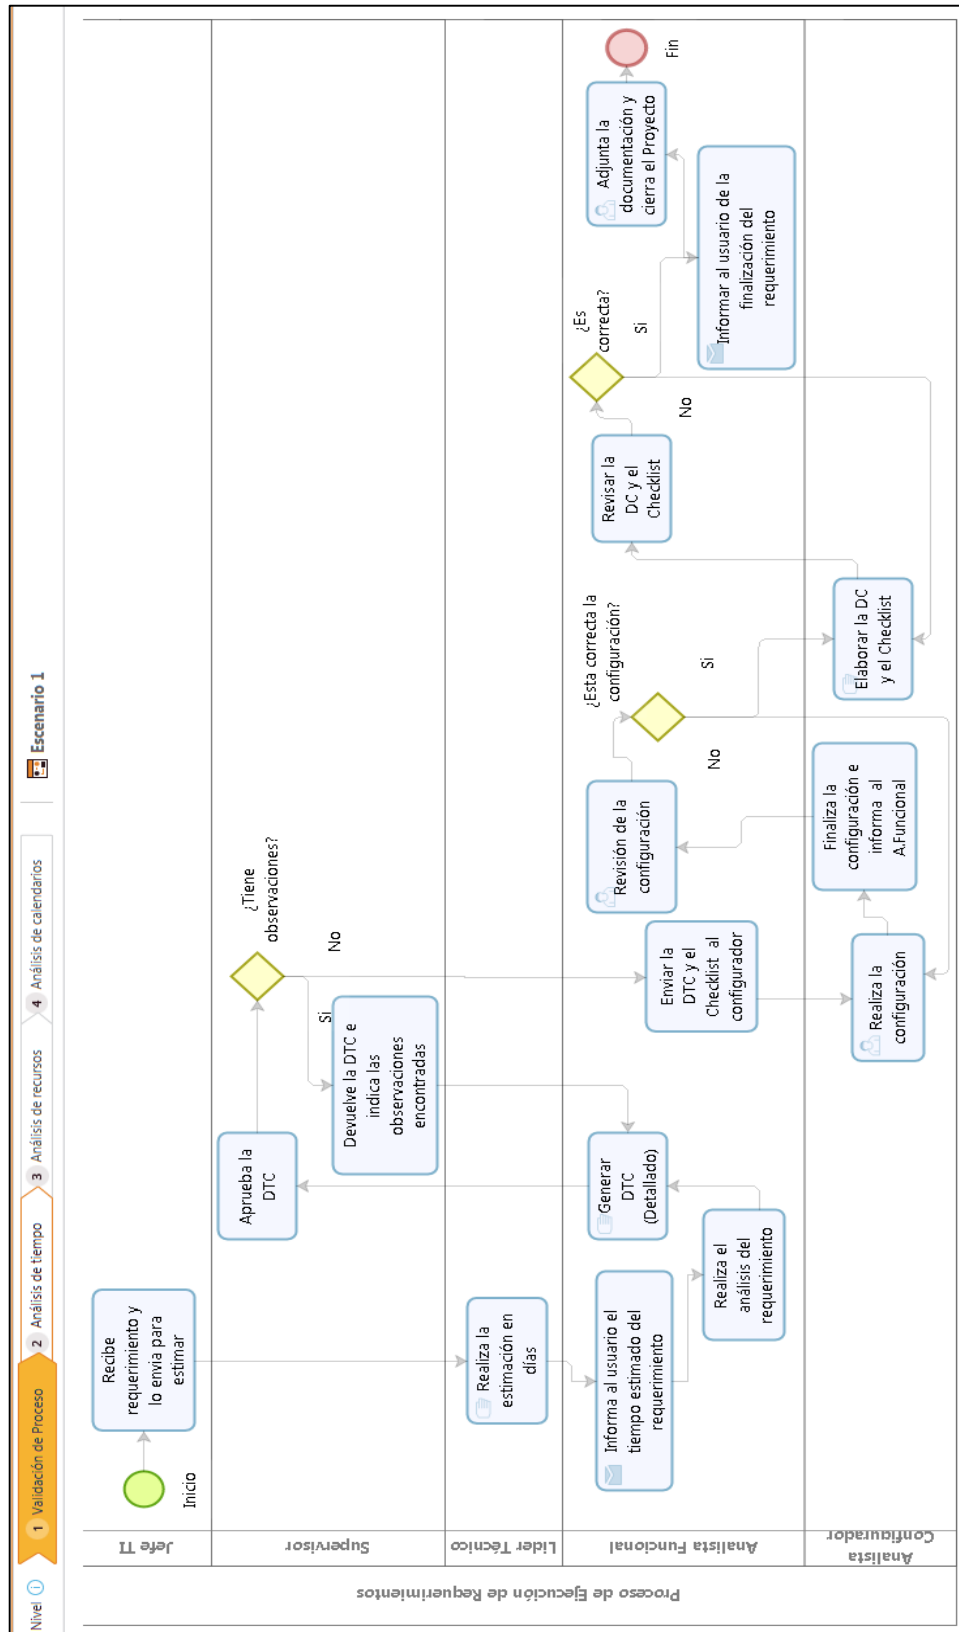 Nivel
1 Validación de Proceso
2 Análisis de tiempo
3 Análisis de recursos
4 Análisis de calendarios
Escenario 1
Proceso de Ejecución de Requerimientos
Jefe TI
Inicio
Recibe
requerimiento y
lo envia para
estimar
Supervisor
Aprueba la
DTC
¿Tiene
observaciones?
Si
No
Devuelve la DTC e
indica las
observaciones
encontradas
Lider Técnico
Realiza la
estimación en
días
Analista Funcional
Informa al usuario el
tiempo estimado del
requerimiento
Realiza el
análisis del
requerimiento
Generar
DTC
(Detallado)
Enviar la
DTC y el
Checklist al
configurador
Revisión de la
configuración
¿Esta correcta la
configuración?
No
Si
Revisar la
DC y el
Checklist
¿Es
correcta?
No
Si
Informar al usuario de la
finalización del
requerimiento
Adjunta la
documentación y
cierra el Proyecto
Fin
Analista
Configurador
Realiza la
configuración
Finaliza la
configuración e
informa al
A.Funcional
Elaborar la DC
y el Checklist